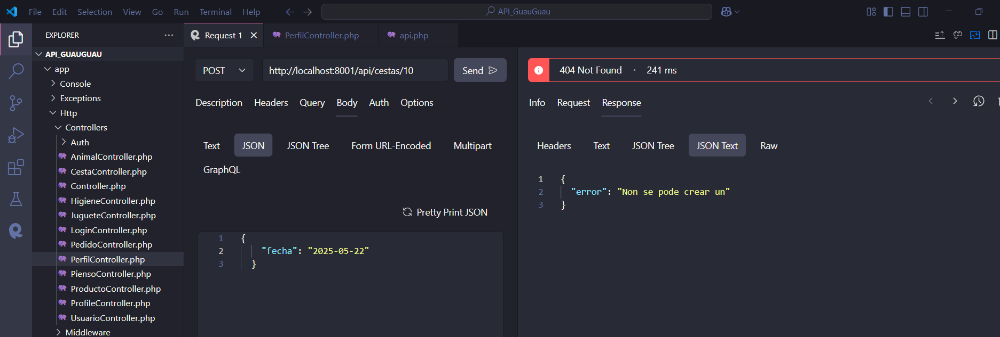 File Edit Selection View Go Run Terminal Help
API_GuauGuau
EXPLORER
API_GUAUGUAU
app
Console
Exceptions
Http
Controllers
Auth
AnimalController.php
CestaController.php
Controller.php
HigieneController.php
JugueteController.php
LoginController.php
PedidoController.php
PerfilController.php
PiensoController.php
ProductoController.php
ProfileController.php
UsuarioController.php
Middleware
Request 1 PerfilController.php api.php
POST http://localhost:8001/api/cestas/10 Send
Description Headers Query Body Auth Options
Text JSON JSON Tree Form URL-Encoded Multipart
GraphQL
Pretty Print JSON
1 {
2 "fecha": "2025-05-22"
3 }
404 Not Found · 241 ms
Info Request Response
Headers Text JSON Tree JSON Text Raw
1 {
2 "error": "Non se pode crear un"
3 }